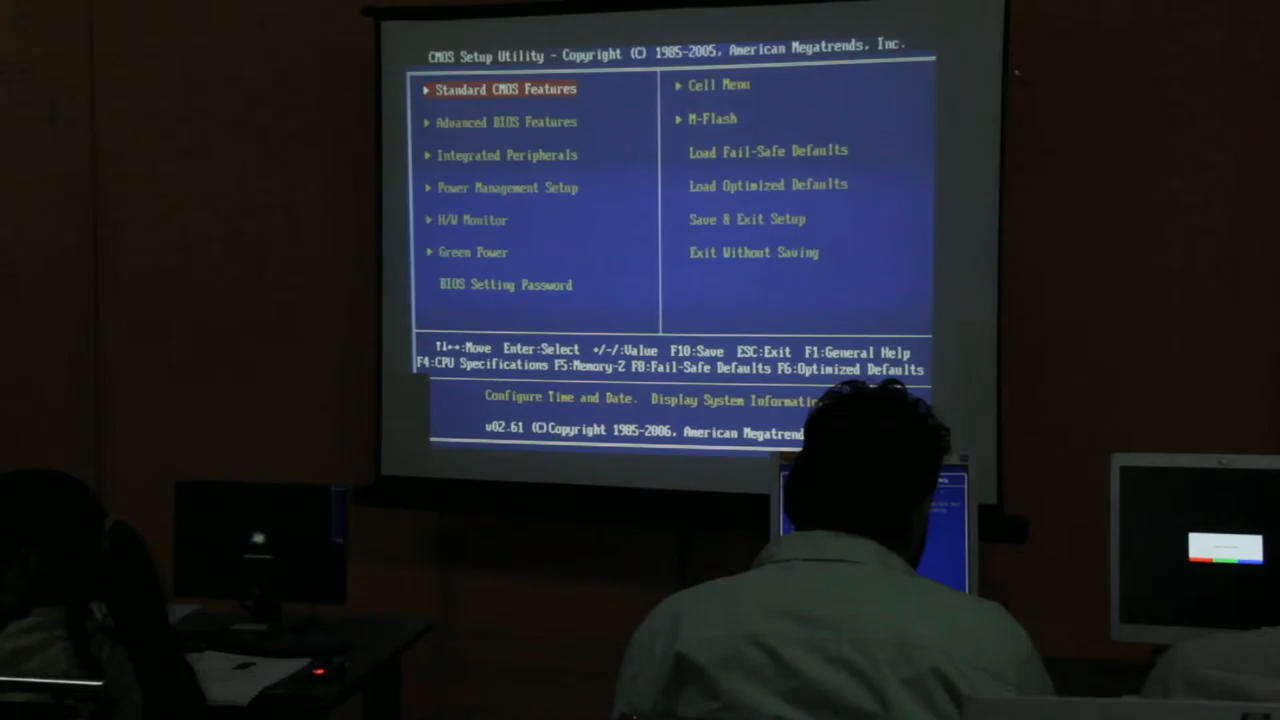 CMOS Setup Utility - Copyright (C) 1985-2005, American Megatrends, Inc.
Standard CMOS Features
Advanced BIOS Features
Integrated Peripherals
Power Management Setup
H/W Monitor
Green Power
BIOS Setting Password
Cell Menu
M-Flash
Load Fail-Safe Defaults
Load Optimized Defaults
Save & Exit Setup
Exit Without Saving
↑↓←→:Move Enter:Select +/-/:Value F10:Save ESC:Exit F1:General Help
F4:CPU Specifications F5:Memory-Z F8:Fail-Safe Defaults F6:Optimized Defaults
Configure Time and Date. Display System Informatio
v02.61 (C)Copyright 1985-2006, American Megatrend